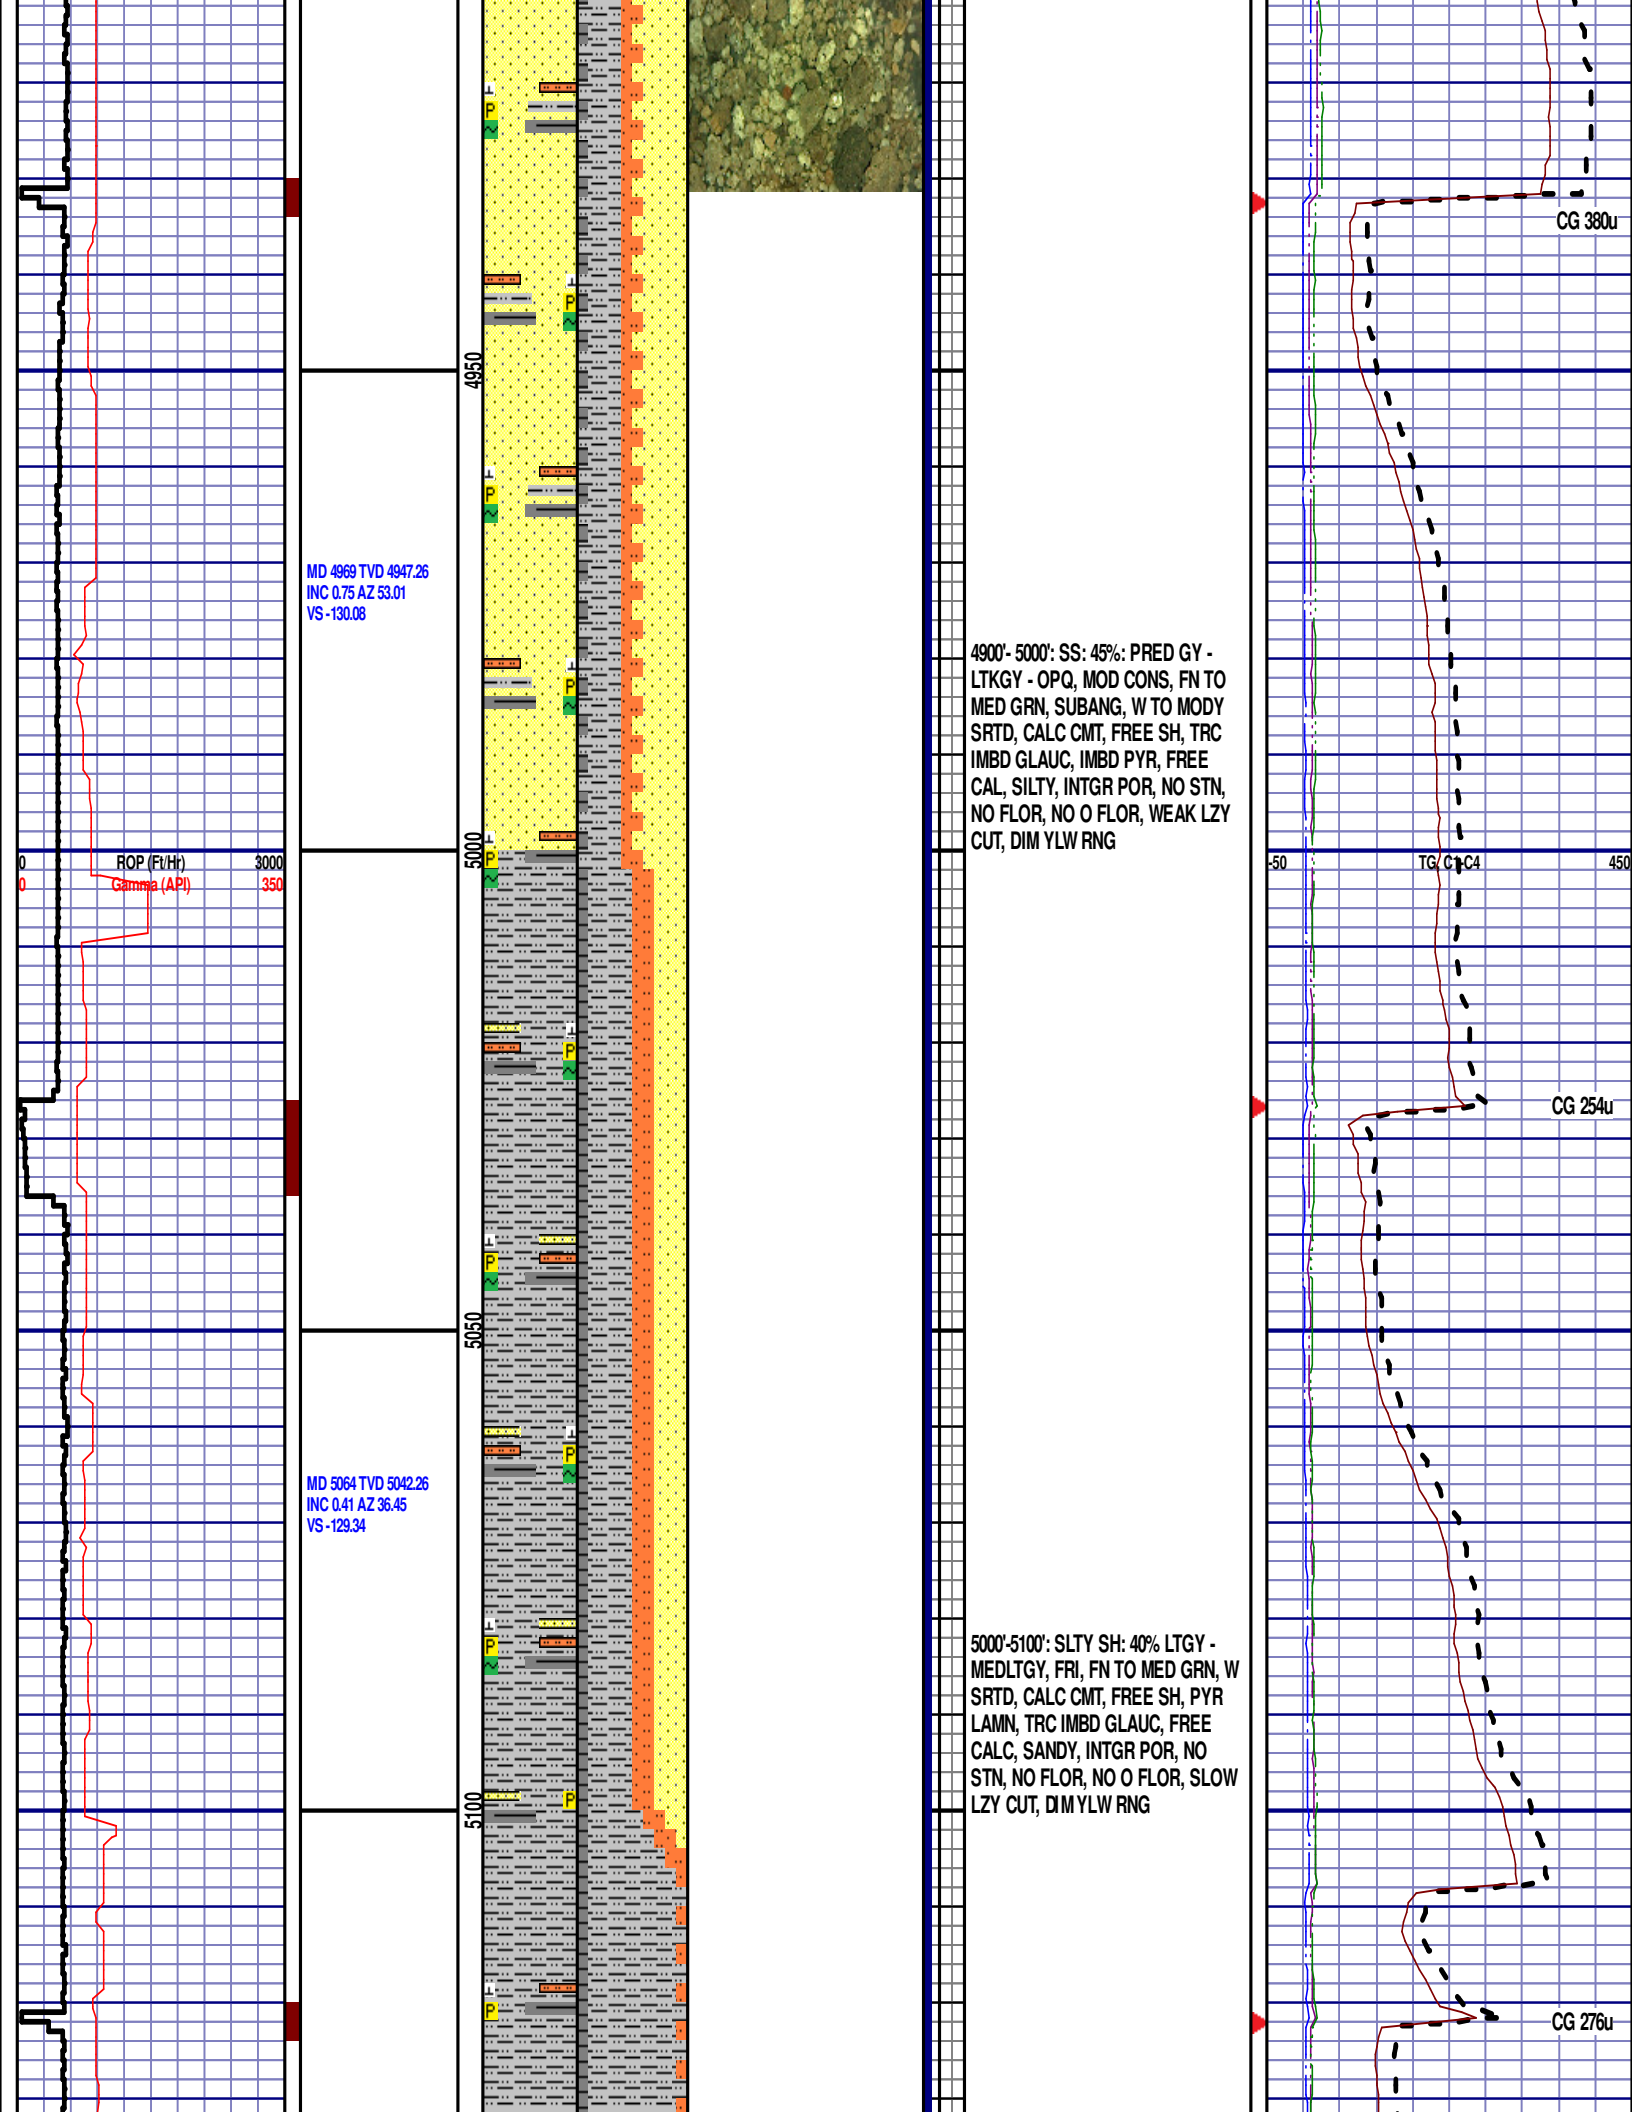 CG 380u
4950
MD 4969 TVD 4947.26
INC 0.75 AZ 53.01
VS -130.08
4900'- 5000': SS: 45%: PRED GY -
LTKGY - OPQ, MOD CONS, FN TO
MED GRN, SUBANG, W TO MODY
SRTD, CALC CMT, FREE SH, TRC
IMBD GLAUC, IMBD PYR, FREE
CAL, SILTY, INTGR POR, NO STN,
NO FLOR, NO O FLOR, WEAK LZY
CUT, DIM YLW RNG
5000
0 ROP (Ft/Hr) 3000
0 Gamma (API) 350
-50 TG, C1-C4 450
CG 254u
5050
MD 5064 TVD 5042.26
INC 0.41 AZ 36.45
VS -129.34
5000'-5100': SLTY SH: 40% LTGY -
MEDLTGY, FRI, FN TO MED GRN, W
SRTD, CALC CMT, FREE SH, PYR
LAMN, TRC IMBD GLAUC, FREE
CALC, SANDY, INTGR POR, NO
STN, NO FLOR, NO O FLOR, SLOW
LZY CUT, DIM YLW RNG
5100
CG 276u
P
P
P
P
P
P
P
P
P
P
P